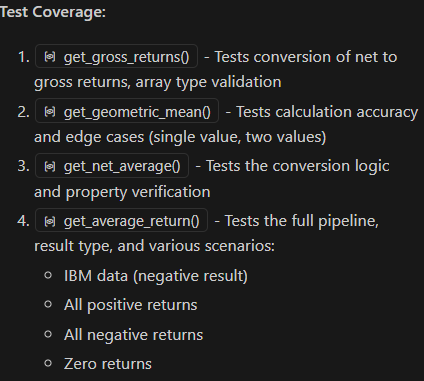 Test Coverage:
1. get_gross_returns() - Tests conversion of net to
gross returns, array type validation
2. get_geometric_mean() - Tests calculation accuracy
and edge cases (single value, two values)
3. get_net_average() - Tests the conversion logic
and property verification
4. get_average_return() - Tests the full pipeline,
result type, and various scenarios:
○ IBM data (negative result)
○ All positive returns
○ All negative returns
○ Zero returns